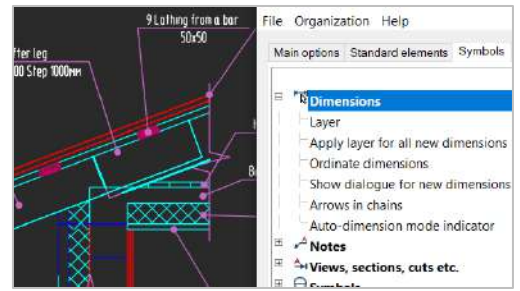 9 Lathing from a bar
50x50
fter leg
00 Step 1000мм
File Organization Help
Main options Standard elements Symbols
Dimensions
Layer
Apply layer for all new dimensions
Ordinate dimensions
Show dialogue for new dimensions
Arrows in chains
Auto-dimension mode indicator
Notes
Views, sections, cuts etc.
Symbols